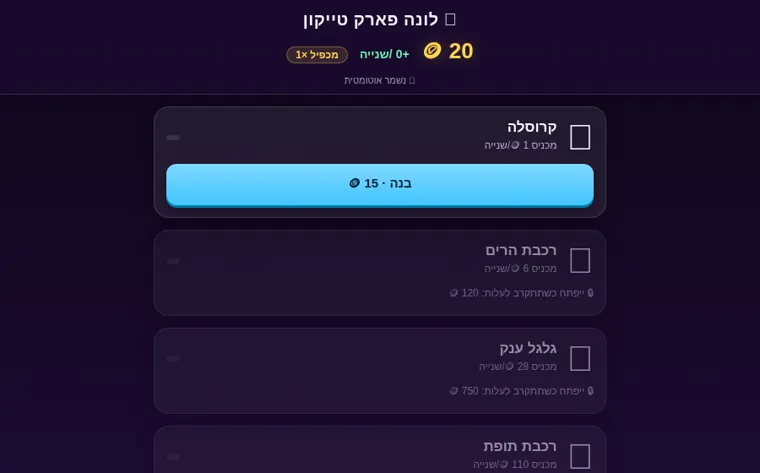 לונה פארק טייקון
20 🪙 +0 /שנייה מכפיל ×1
נשמר אוטומטית
קרוסלה
מכניס 1 🪙/שנייה
בנה · 15 🪙
רכבת הרים
מכניס 6 🪙/שנייה
🔒 ייפתח כשתתקרב לעלות: 120 🪙
גלגל ענק
מכניס 28 🪙/שנייה
🔒 ייפתח כשתתקרב לעלות: 750 🪙
רכבת תופת
מכניס 110 🪙/שנייה